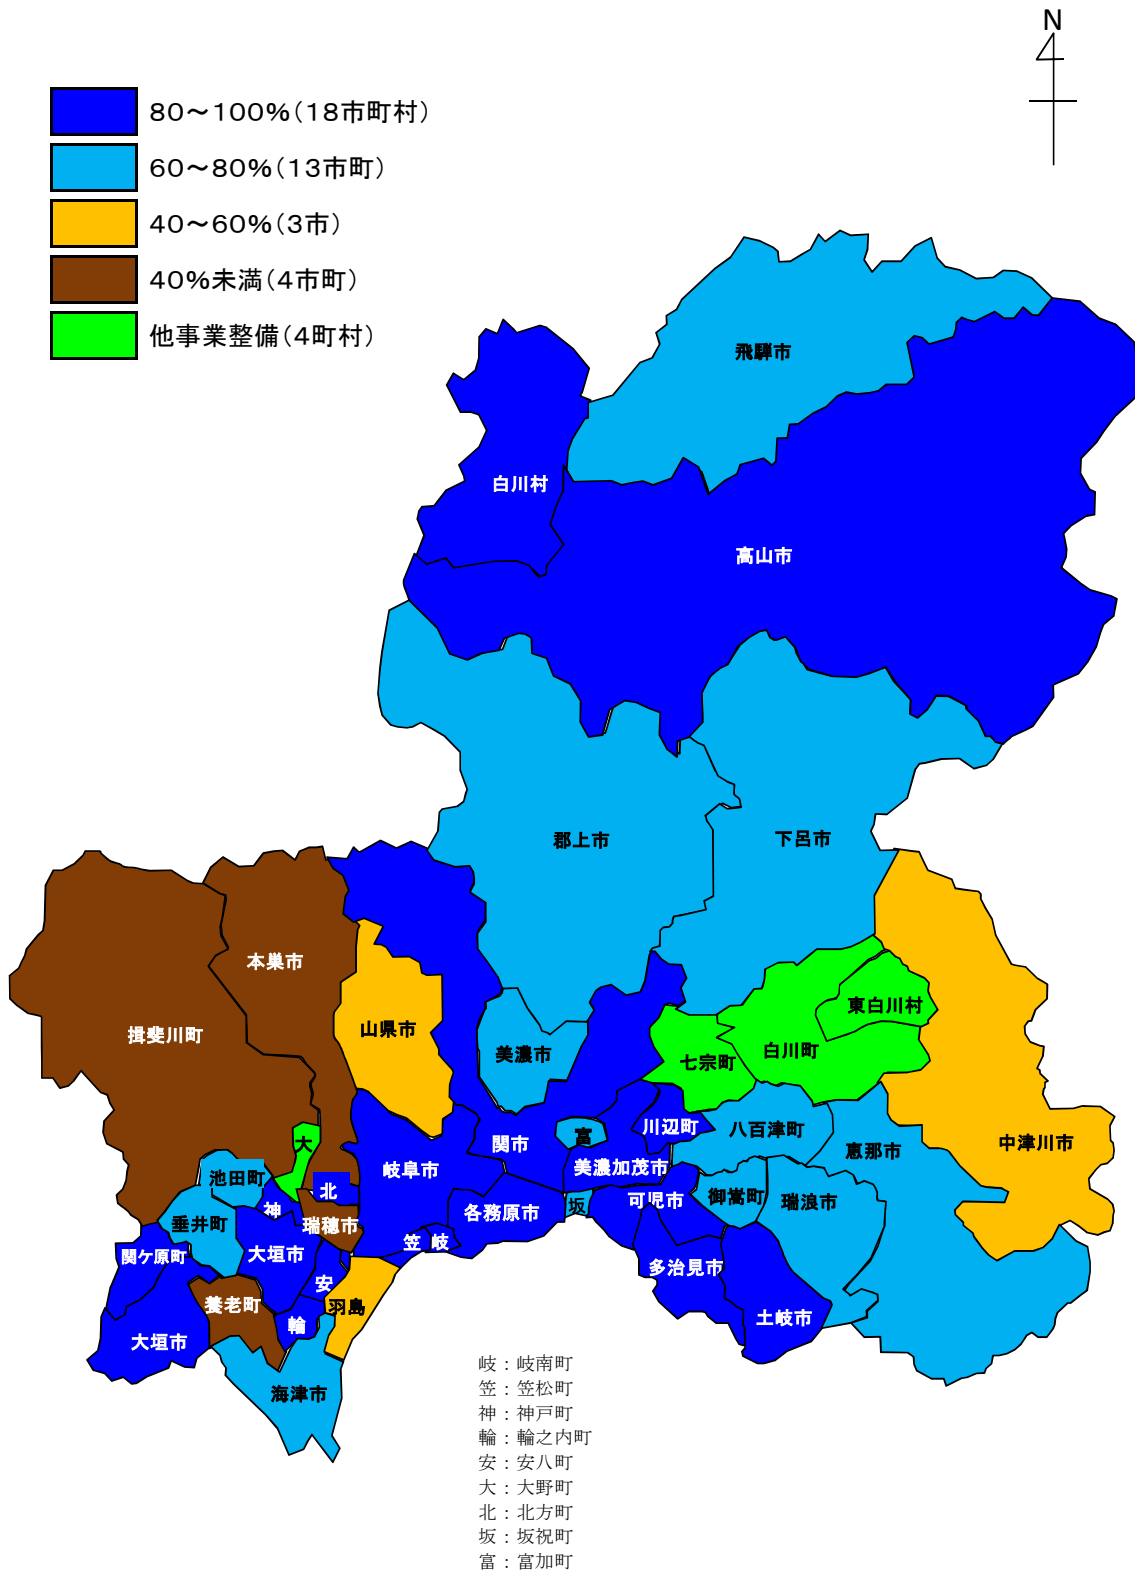 N
80～100%(18市町村)
60～80%(13市町)
40～60%(3市)
40%未満(4市町)
他事業整備(4町村)
飛騨市
白川村
高山市
郡上市
下呂市
本巣市
揖斐川町
山県市
美濃市
東白川村
白川町
七宗町
中津川市
八百津町
恵那市
川辺町
関市
富
大
岐阜市
美濃加茂市
池田町
北
神
可児市
御嵩町
瑞浪市
坂
各務原市
垂井町
瑞穂市
笠
岐
関ケ原町
大垣市
多治見市
安
養老町
羽島
輪
土岐市
大垣市
海津市
岐：岐南町
笠：笠松町
神：神戸町
輪：輪之内町
安：安八町
大：大野町
北：北方町
坂：坂祝町
富：富加町